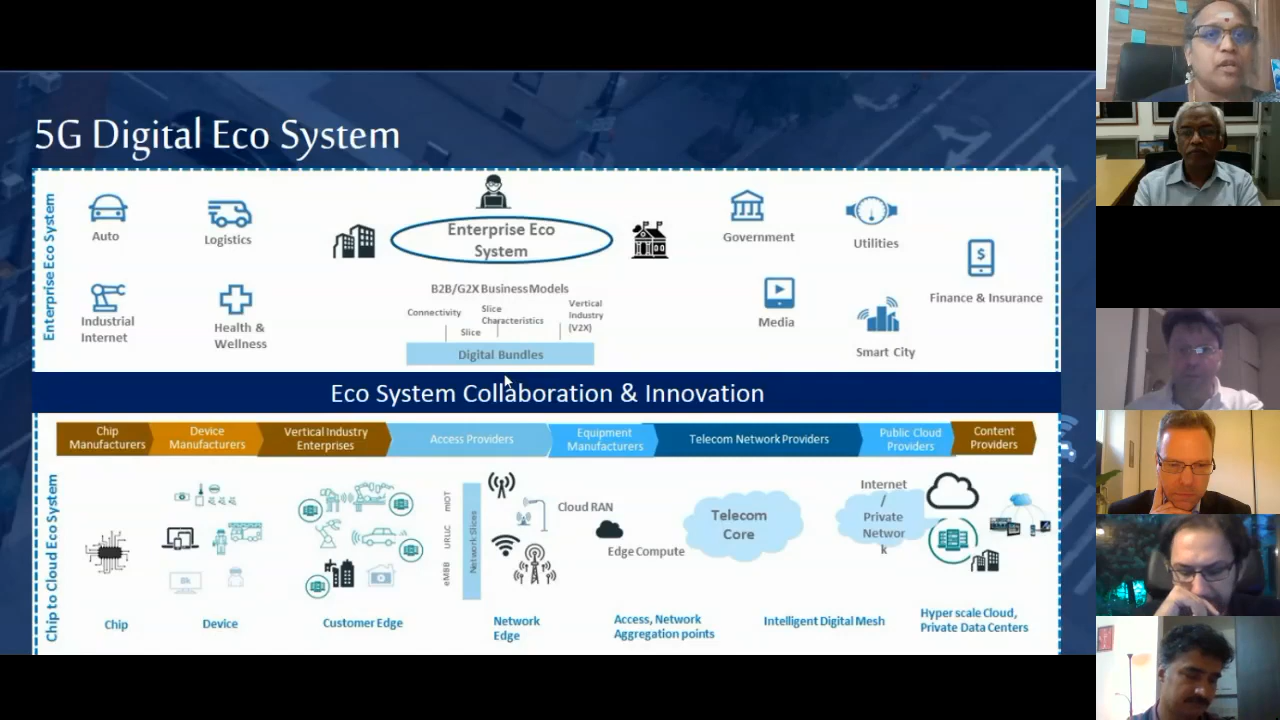 5G Digital Eco System
Enterprise Eco System
Auto
Logistics
Industrial
Internet
Health &
Wellness
Enterprise Eco
System
B2B/G2X Business Models
Connectivity
Slice
Slice
Characteristics
Vertical
Industry
(V2X)
Digital Bundles
Government
Utilities
Finance & Insurance
Media
Smart City
Eco System Collaboration & Innovation
Chip to Cloud Eco System
Chip
Manufacturers
Device
Manufacturers
Vertical Industry
Enterprises
Access Providers
Equipment
Manufacturers
Telecom Network Providers
Public Cloud
Providers
Content
Providers
8k
eMBB URLLC mIOT
Network Slices
Cloud RAN
Edge Compute
Telecom
Core
Internet
/
Private
Networ
k
Chip
Device
Customer Edge
Network
Edge
Access, Network
Aggregation points
Intelligent Digital Mesh
Hyper scale Cloud,
Private Data Centers